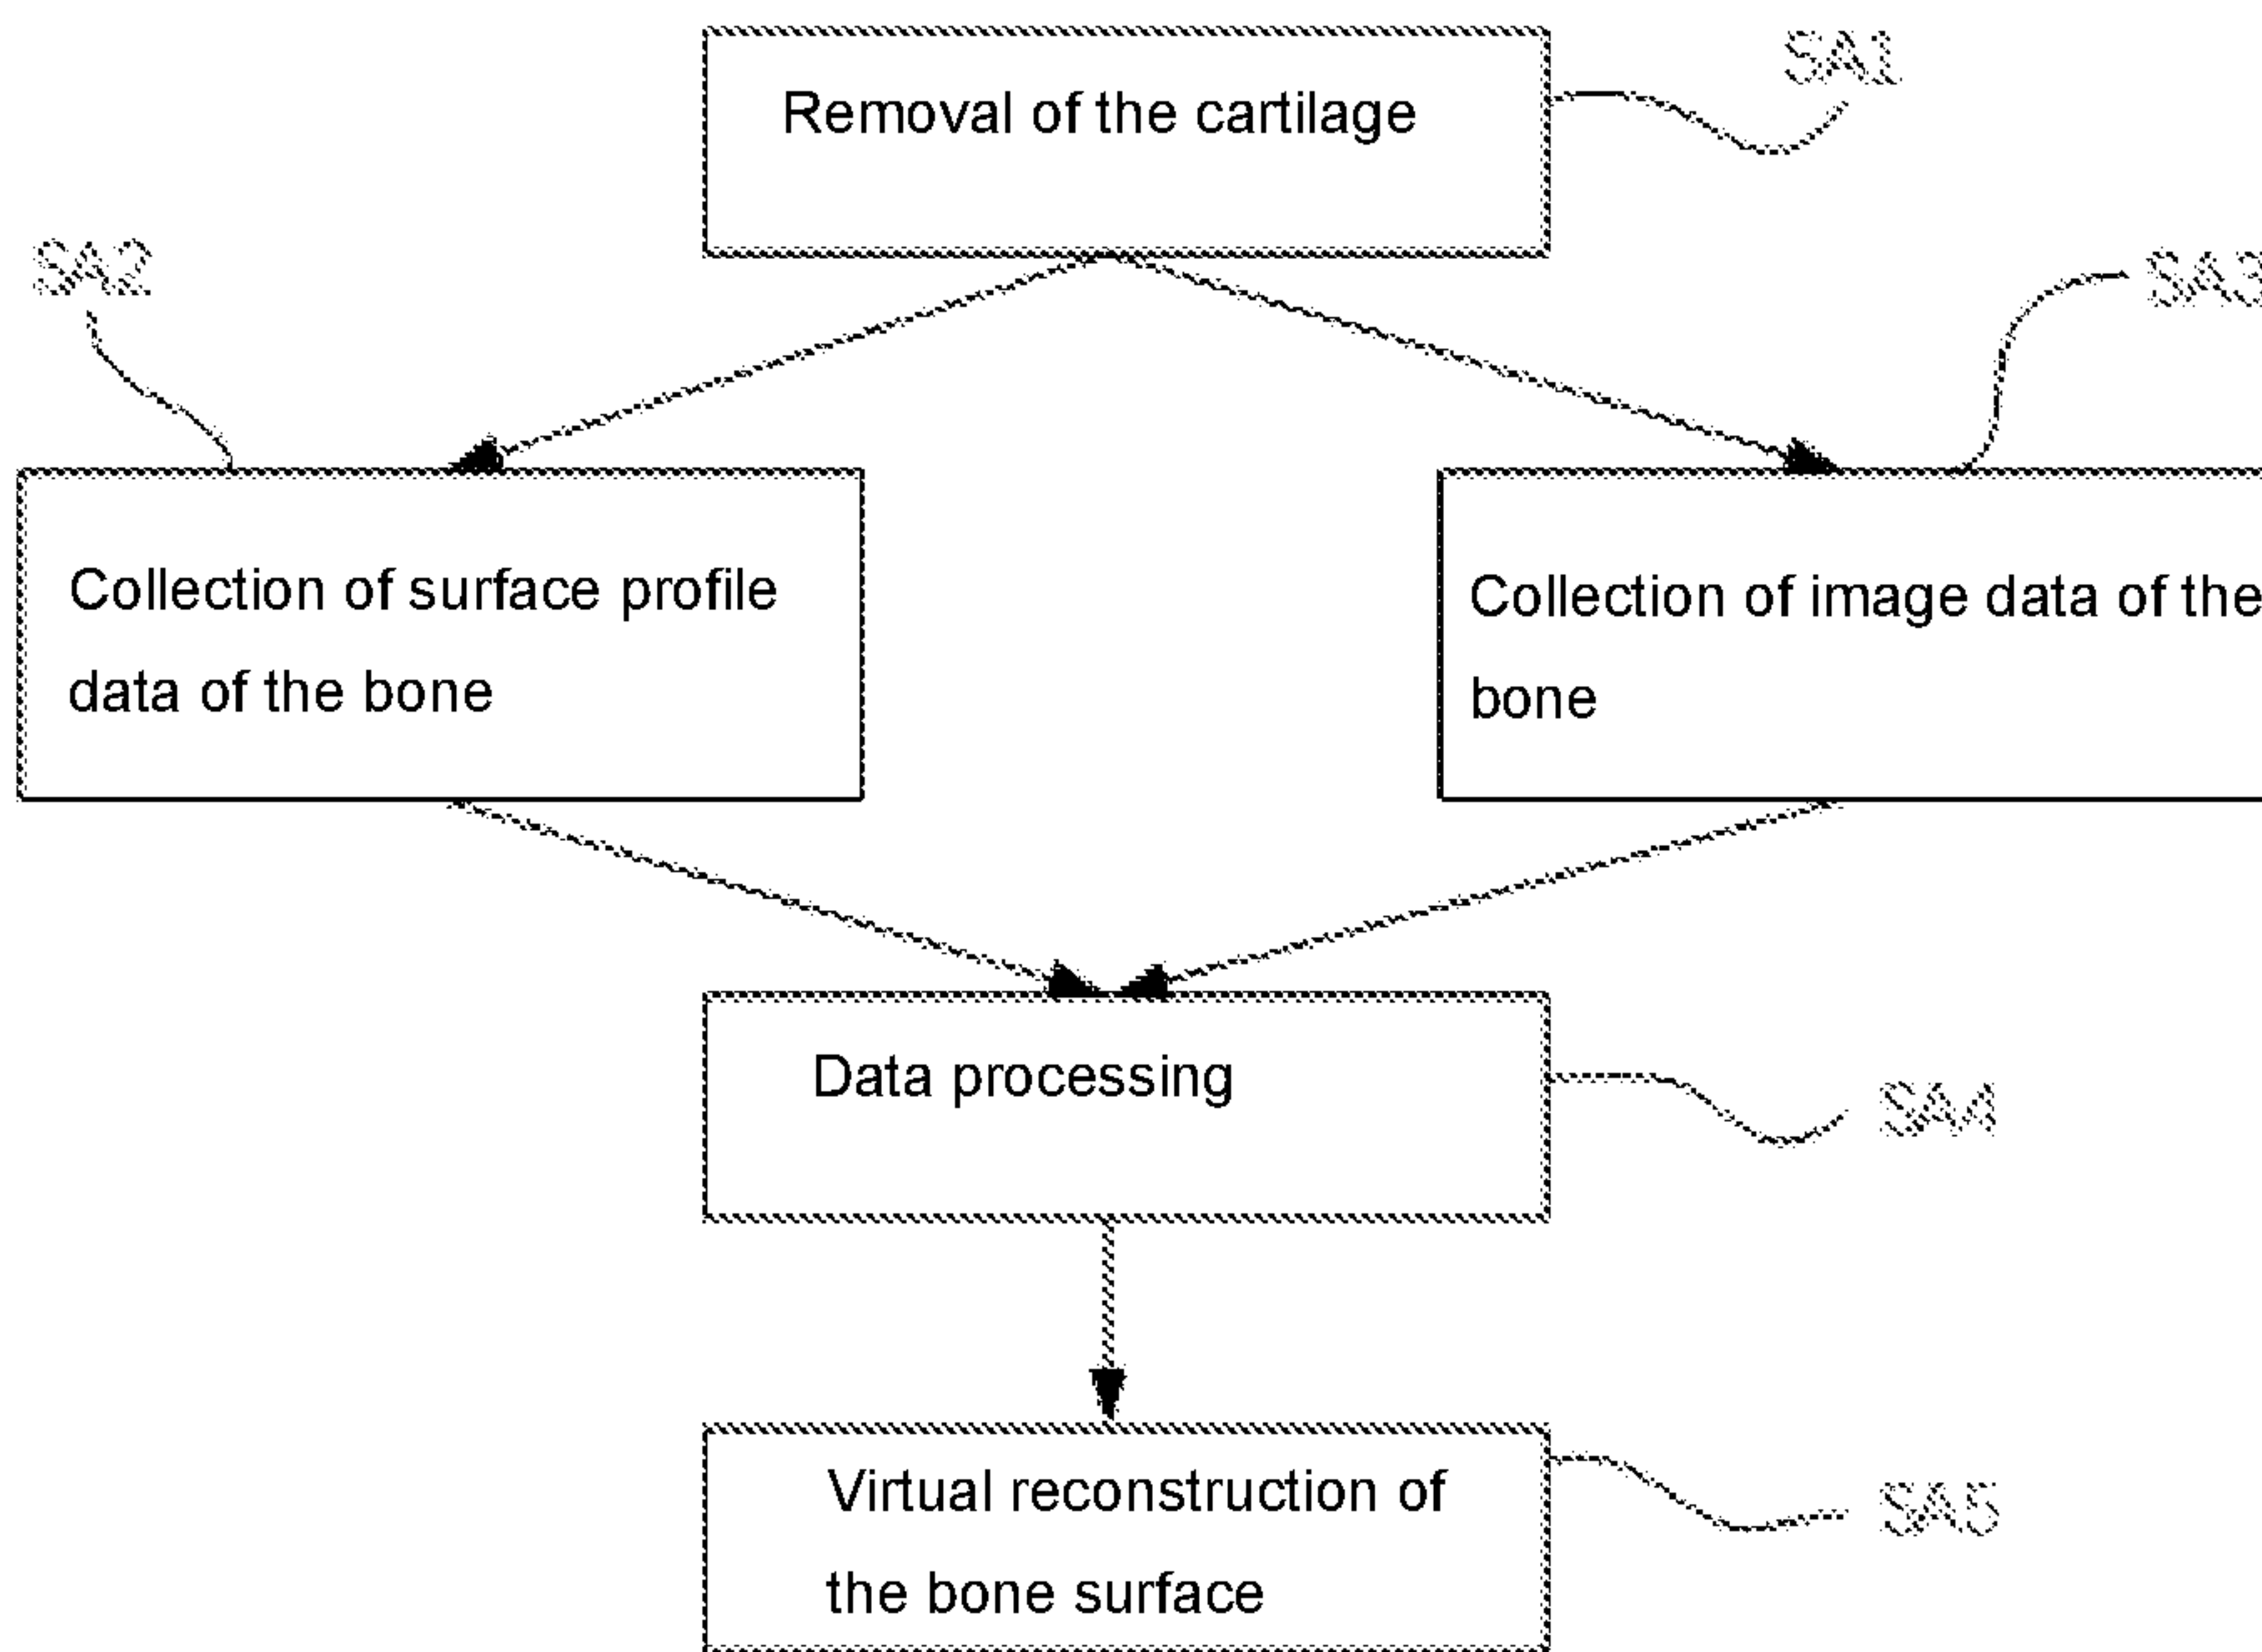 Removal of the cartilage
SA1
SA2
SA3
Collection of surface profile
data of the bone
Collection of image data of the
bone
Data processing
SA4
Virtual reconstruction of
the bone surface
SA5